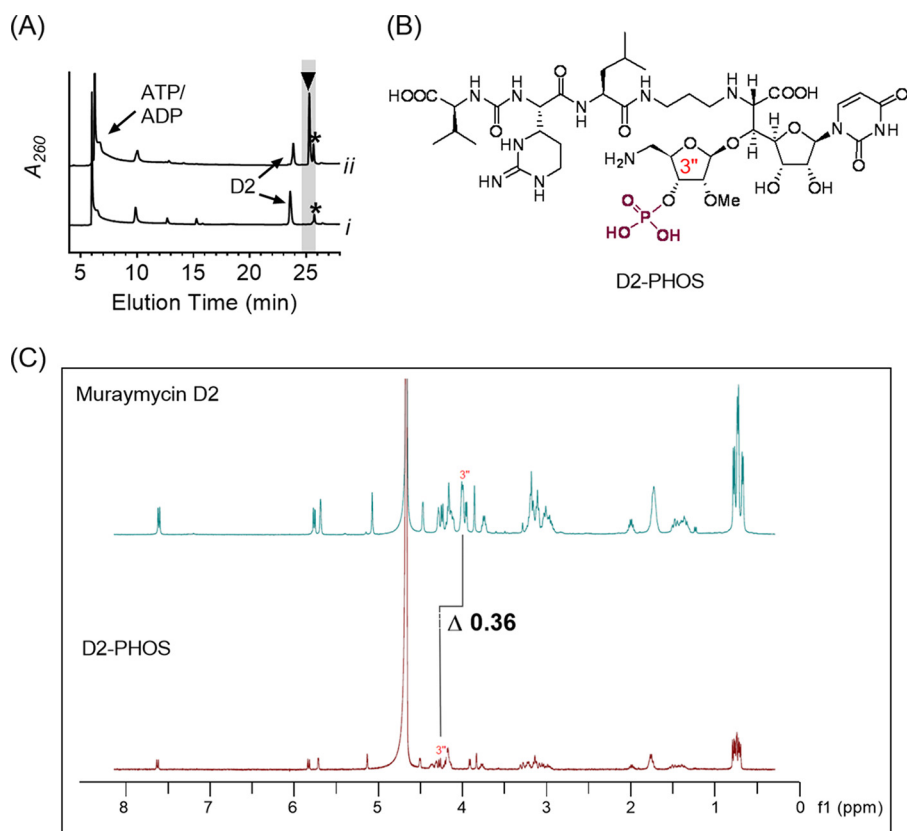 (A)
(B)
ATP/
ADP
*
ii
D2
*
i
A260
5 10 15 20 25
Elution Time (min)
HOOC
H
N
O
H
N
O
H
N
O
H
N
H
N
H
COOH
O
N
H
O
O
H
O
N
NH
O
HN
N
HN
NH
NH2
O
3"
O
OMe
HO
OH
O
P
O
HO
OH
D2-PHOS
(C)
Muraymycin D2
3"
Δ 0.36
D2-PHOS
3"
8 7 6 5 4 3 2 1 0 f1 (ppm)